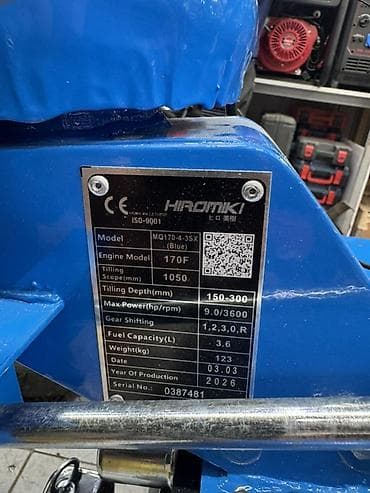 CE HIROMIKI
ISO-9001
Model MQ170-4-3SX (Blue)
Engine Model 170F
Tilling Scope(mm) 1050
Tilling Depth(mm) 150-300
Max Power(hp/rpm) 9.0/3600
Gear Shifting 1,2,3,0,R
Fuel Capacity(L) 3.6
Weight(kg) 123
Date 03.03
Year Of Production 2026
Serial No.: 0387481